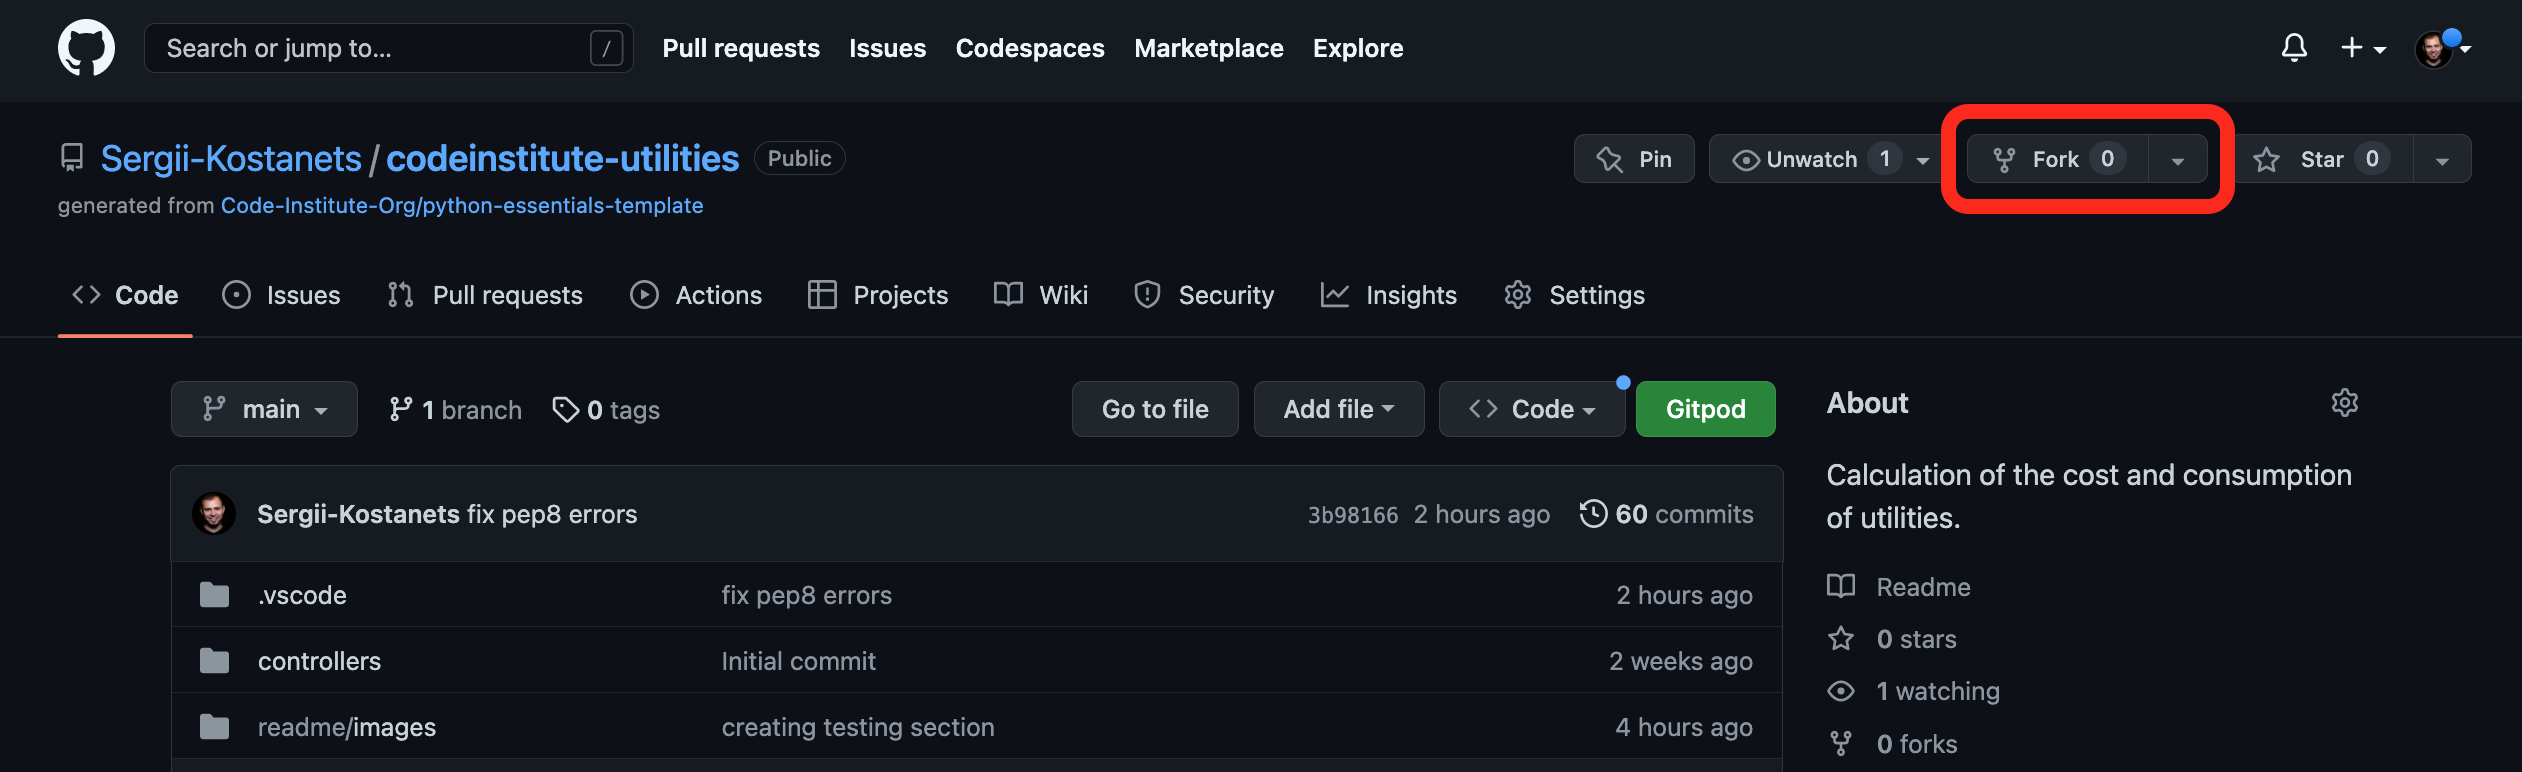 Search or jump to... / Pull requests Issues Codespaces Marketplace Explore
Sergii-Kostanets / codeinstitute-utilities Public Pin Unwatch 1 Fork 0 Star 0
generated from Code-Institute-Org/python-essentials-template
Code Issues Pull requests Actions Projects Wiki Security Insights Settings
main 1 branch 0 tags Go to file Add file Code Gitpod
Sergii-Kostanets fix pep8 errors 3b98166 2 hours ago 60 commits
.vscode fix pep8 errors 2 hours ago
controllers Initial commit 2 weeks ago
readme/images creating testing section 4 hours ago
About
Calculation of the cost and consumption
of utilities.
Readme
0 stars
1 watching
0 forks